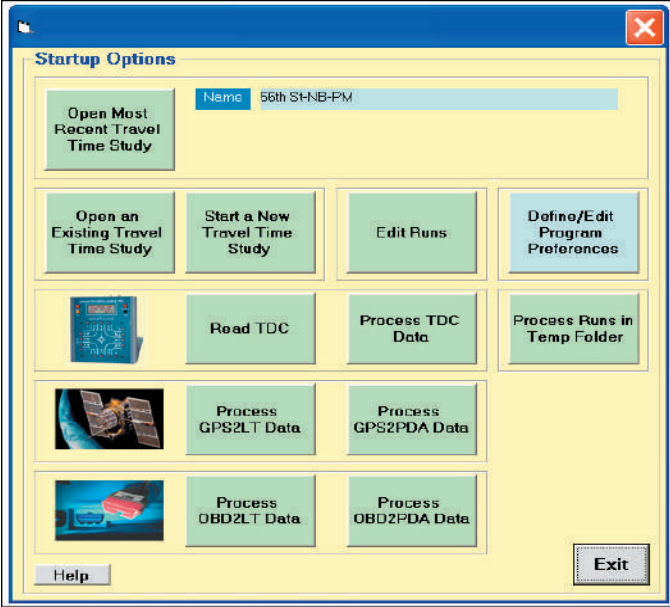 Startup Options
Open Most
Recent Travel
Time Study
Name 56th St-NB-PM
Open an
Existing Travel
Time Study
Start a New
Travel Time
Study
Edit Runs
Define/Edit
Program
Preferences
Read TDC
Process TDC
Data
Process Runs in
Temp Folder
Process
GPS2LT Data
Process
GPS2PDA Data
Process
OBD2LT Data
Process
OBD2PDA Data
Help
Exit